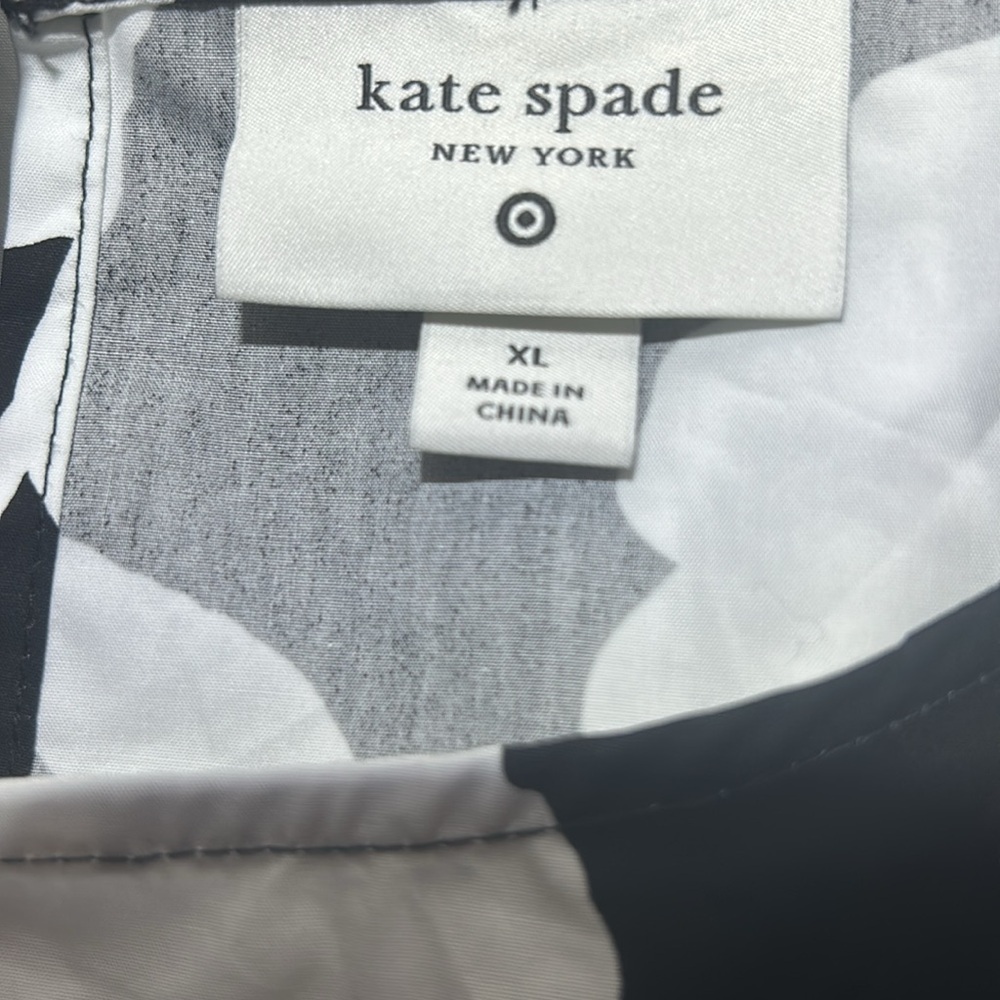 kate spade
NEW YORK
XL
MADE IN
CHINA